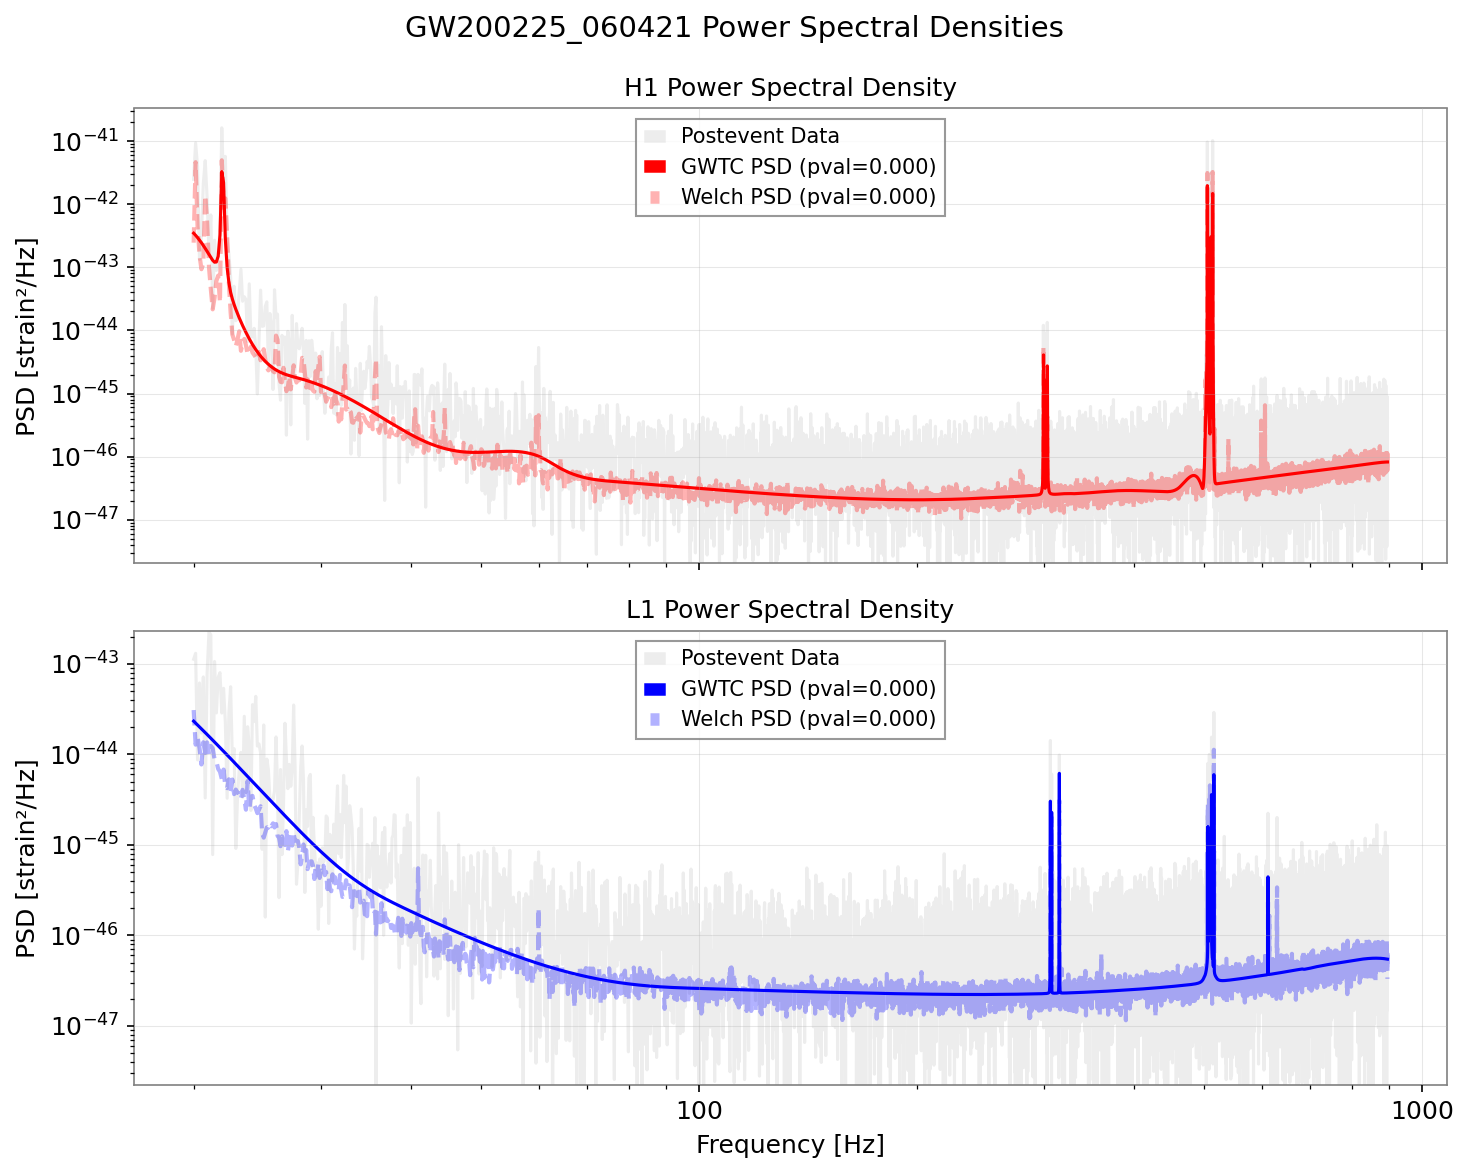 GW200225_060421 Power Spectral Densities
H1 Power Spectral Density
PSD [strain²/Hz]
10⁻⁴¹
10⁻⁴²
10⁻⁴³
10⁻⁴⁴
10⁻⁴⁵
10⁻⁴⁶
10⁻⁴⁷
Postevent Data
GWTC PSD (pval=0.000)
Welch PSD (pval=0.000)
L1 Power Spectral Density
PSD [strain²/Hz]
10⁻⁴³
10⁻⁴⁴
10⁻⁴⁵
10⁻⁴⁶
10⁻⁴⁷
Postevent Data
GWTC PSD (pval=0.000)
Welch PSD (pval=0.000)
100 1000
Frequency [Hz]